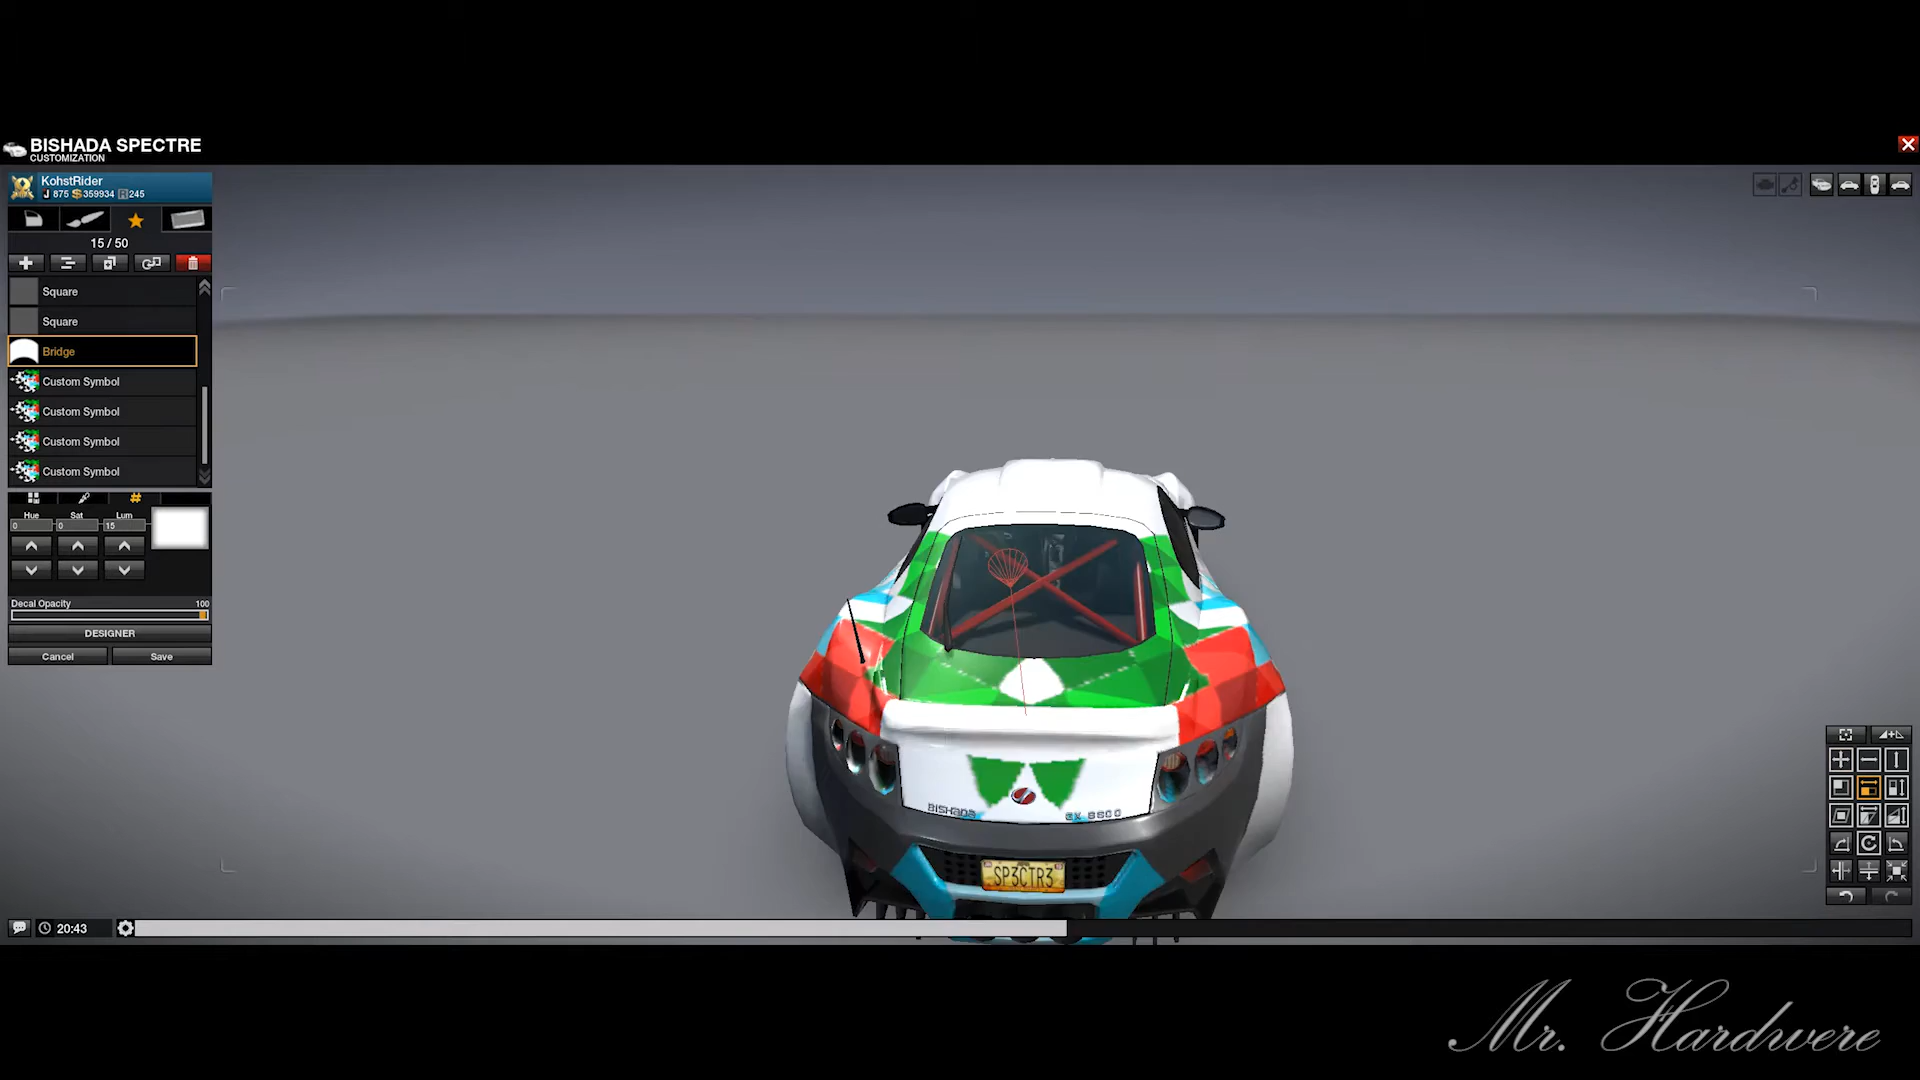 BISHADA SPECTRE
CUSTOMIZATION
KohstRider
J 875 $359934 R 245
15 / 50
Square
Square
Bridge
Custom Symbol
Custom Symbol
Custom Symbol
Custom Symbol
Hue Sat Lum
0 0 15
Decal Opacity 100
DESIGNER
Cancel Save
BISHADA
SP3CTR3
20:43
Mr. Hardwere